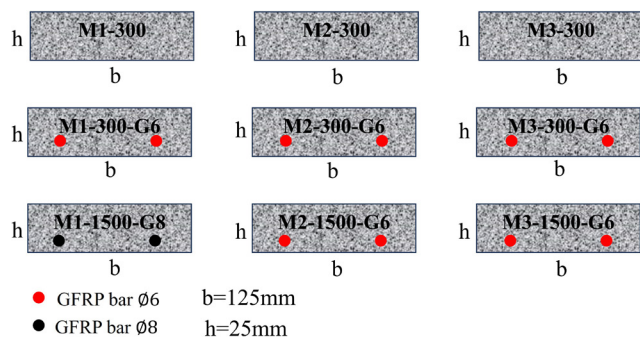 h M1-300 M2-300 h M3-300
b b b
h M1-300-G6 h M2-300-G6 h M3-300-G6
b b b
h M1-1500-G8 h M2-1500-G6 h M3-1500-G6
b b b
GFRP bar Ø6 b=125mm
GFRP bar Ø8 h=25mm